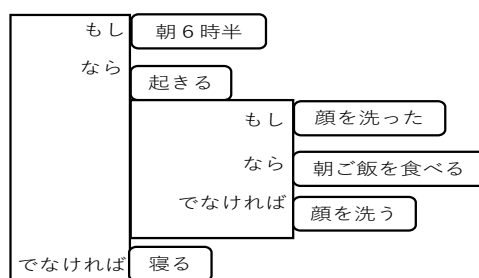 もし 朝６時半
なら
起きる
もし 顔を洗った
なら 朝ご飯を食べる
でなければ 顔を洗う
でなければ 寝る